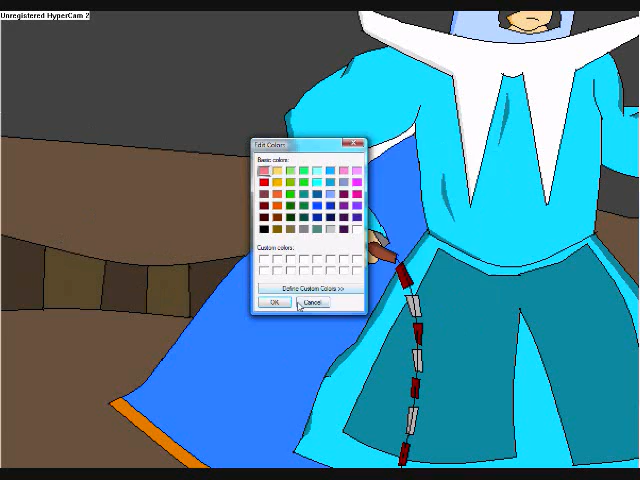 Unregistered HyperCam 2
Edit Colors
Basic colors:
Custom colors:
Define Custom Colors >>
OK
Cancel